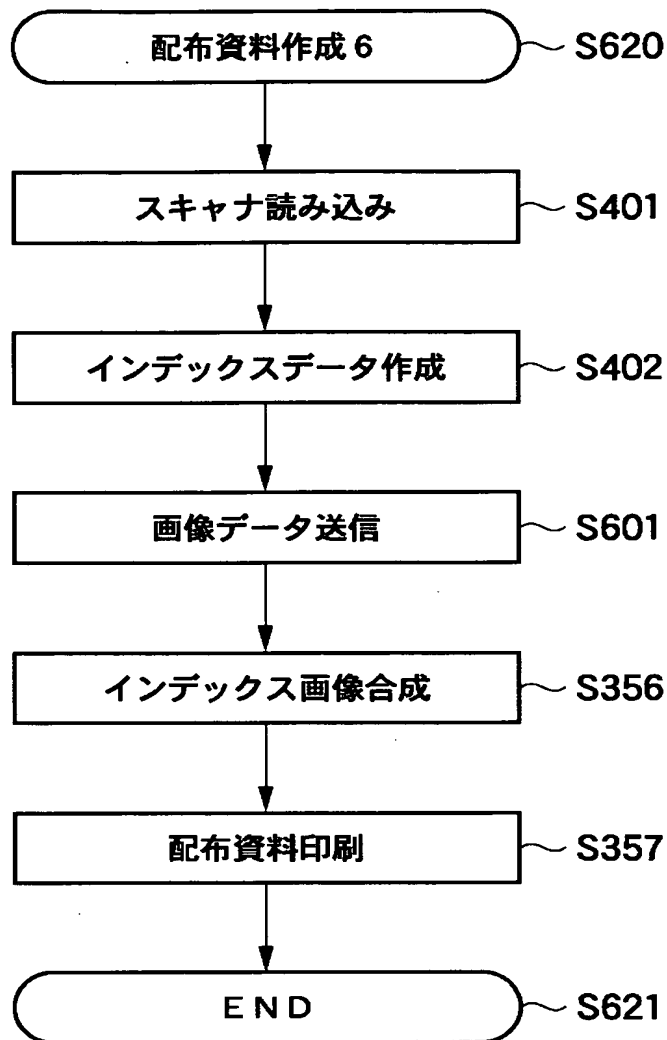 配布資料作成6 S620
スキャナ読み込み S401
インデックスデータ作成 S402
画像データ送信 S601
インデックス画像合成 S356
配布資料印刷 S357
END S621